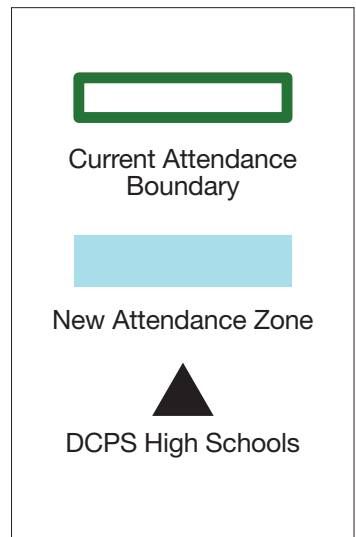 Current Attendance
Boundary
New Attendance Zone
DCPS High Schools